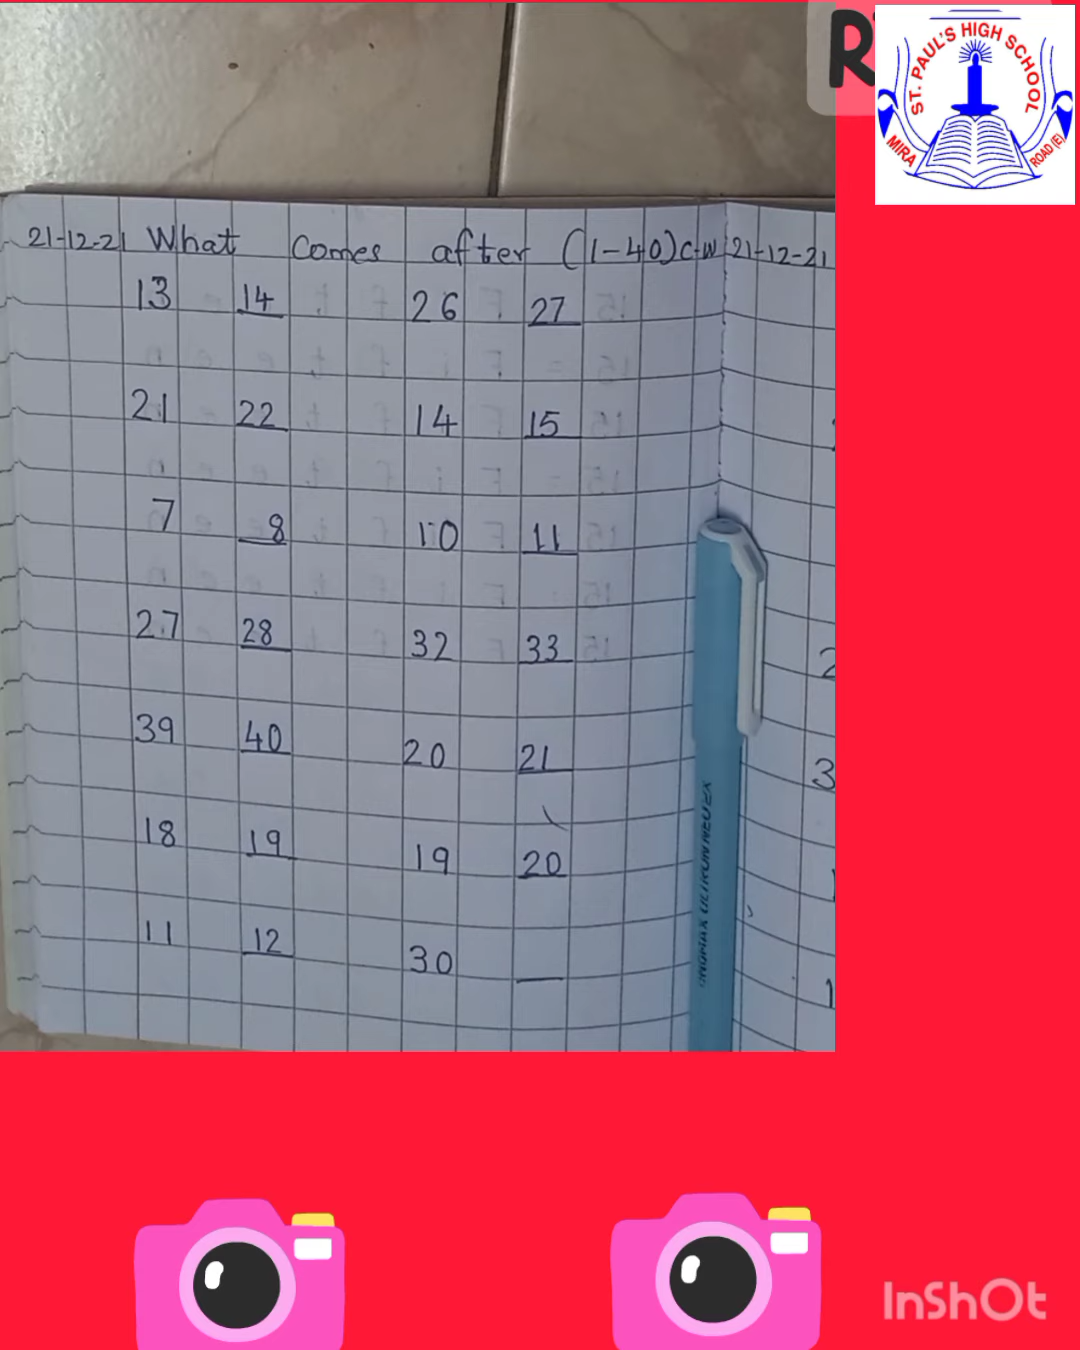 ST. PAUL'S HIGH SCHOOL
MIRA ROAD (E)
21-12-21 What Comes after (1-40) C-W 21-12-21
13 14 26 27
21 22 14 15
7 8 10 11
27 28 32 33
39 40 20 21
18 19 19 20
11 12 30 __
InShOt